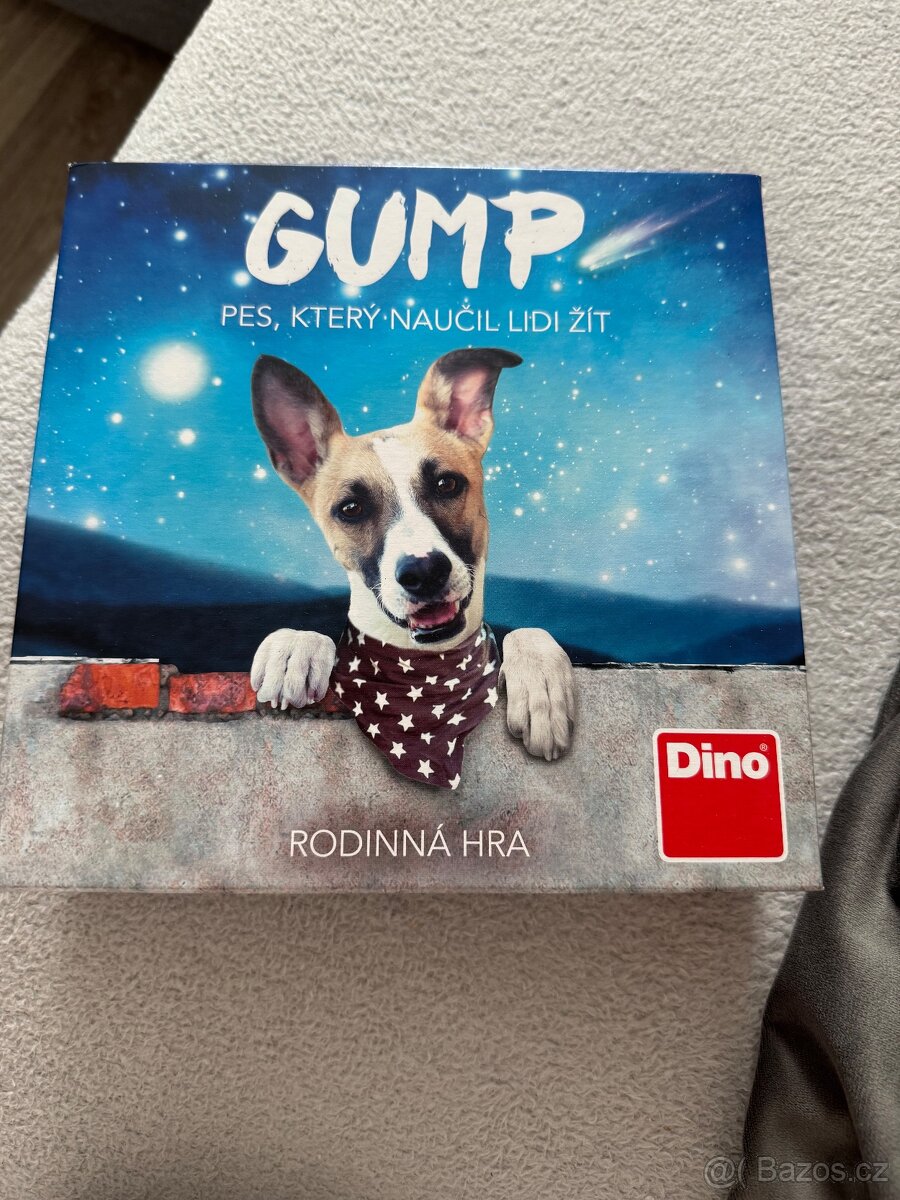 GUMP
PES, KTERÝ NAUČIL LIDI ŽÍT
Dino®
RODINNÁ HRA
@( Bazos.cz